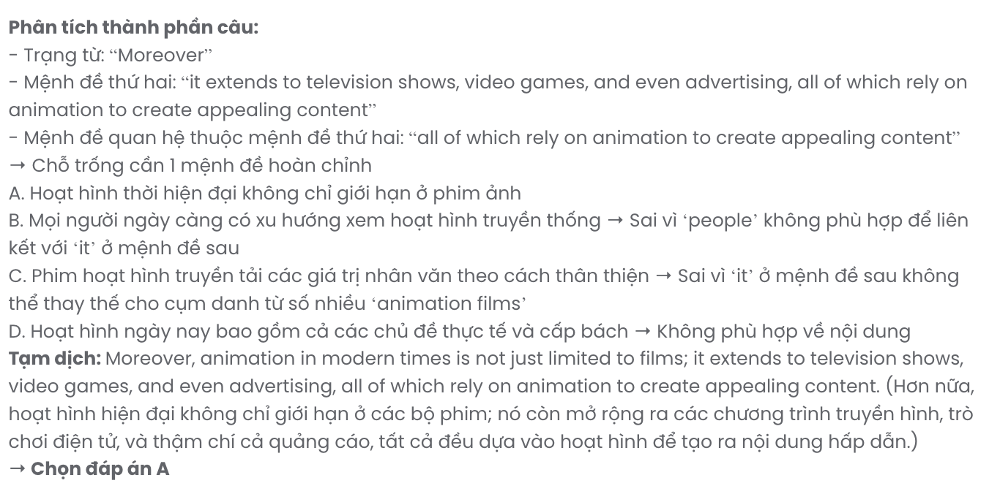 Phân tích thành phần câu:
- Trạng từ: “Moreover”
- Mệnh đề thứ hai: “it extends to television shows, video games, and even advertising, all of which rely on
animation to create appealing content”
- Mệnh đề quan hệ thuộc mệnh đề thứ hai: “all of which rely on animation to create appealing content”
→ Chỗ trống cần 1 mệnh đề hoàn chỉnh
A. Hoạt hình thời hiện đại không chỉ giới hạn ở phim ảnh
B. Mọi người ngày càng có xu hướng xem hoạt hình truyền thống → Sai vì ‘people’ không phù hợp để liên
kết với ‘it’ ở mệnh đề sau
C. Phim hoạt hình truyền tải các giá trị nhân văn theo cách thân thiện → Sai vì ‘it’ ở mệnh đề sau không
thể thay thế cho cụm danh từ số nhiều ‘animation films’
D. Hoạt hình ngày nay bao gồm cả các chủ đề thực tế và cấp bách → Không phù hợp về nội dung
Tạm dịch: Moreover, animation in modern times is not just limited to films; it extends to television shows,
video games, and even advertising, all of which rely on animation to create appealing content. (Hơn nữa,
hoạt hình hiện đại không chỉ giới hạn ở các bộ phim; nó còn mở rộng ra các chương trình truyền hình, trò
chơi điện tử, và thậm chí cả quảng cáo, tất cả đều dựa vào hoạt hình để tạo ra nội dung hấp dẫn.)
→ Chọn đáp án A